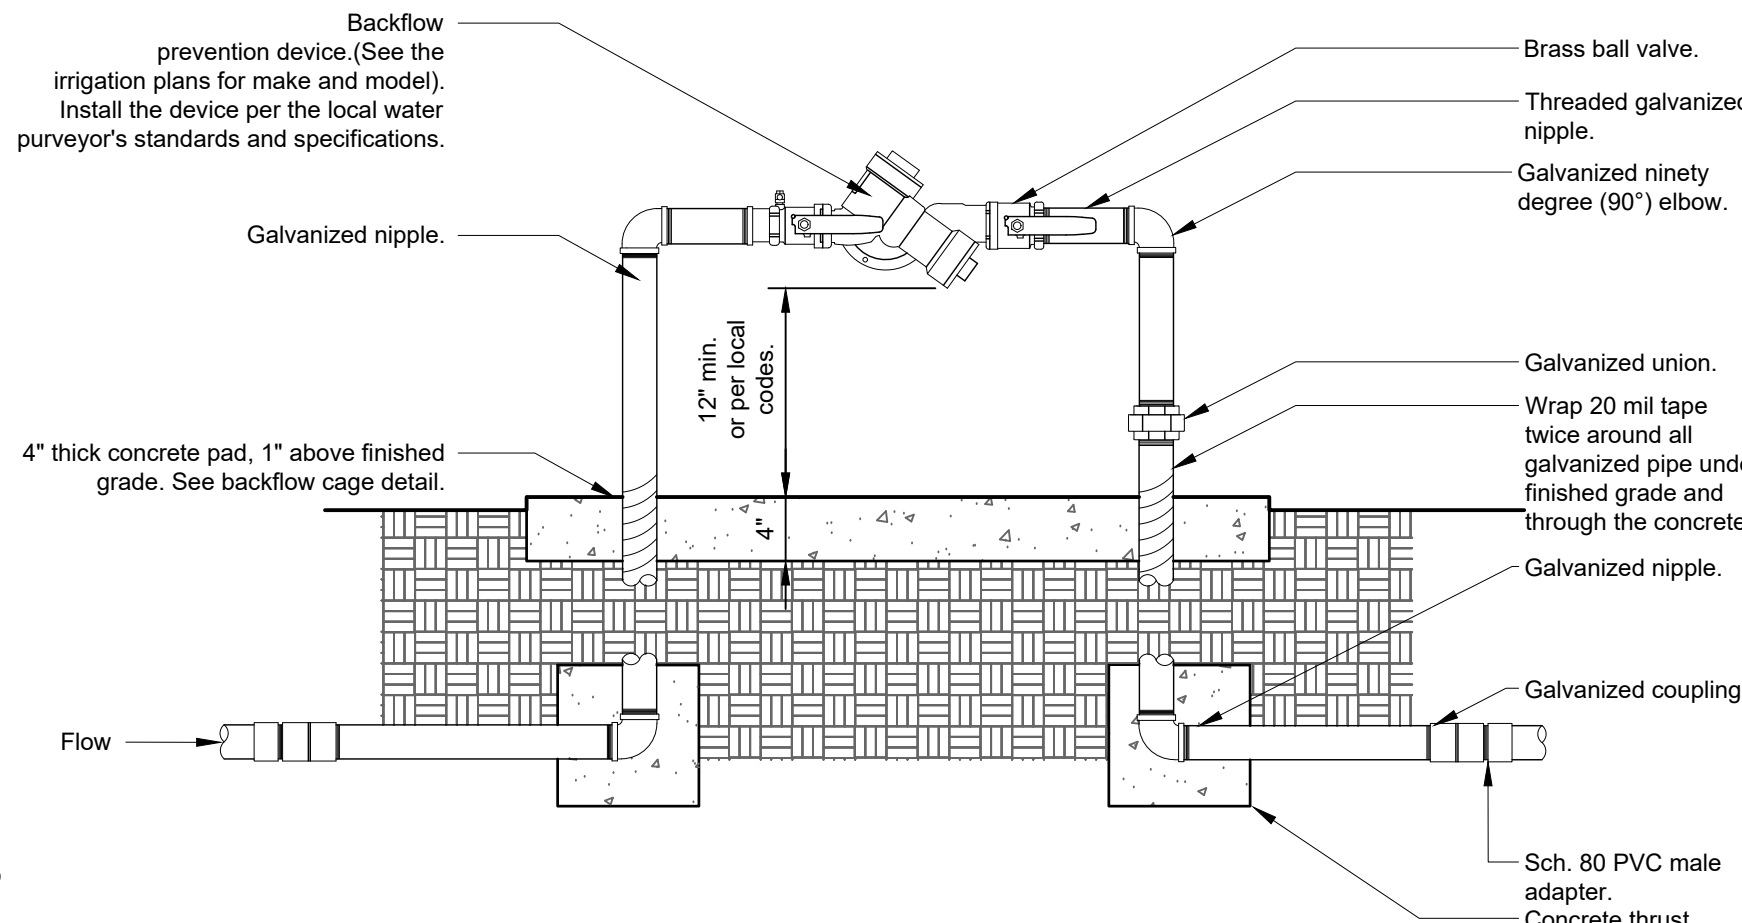 Backflow
prevention device.(See the
irrigation plans for make and model).
Install the device per the local water
purveyor's standards and specifications.
Galvanized nipple.
4" thick concrete pad, 1" above finished
grade. See backflow cage detail.
Flow
12" min.
or per local
codes.
4"
Brass ball valve.
Threaded galvanized
nipple.
Galvanized ninety
degree (90°) elbow.
Galvanized union.
Wrap 20 mil tape
twice around all
galvanized pipe unde
finished grade and
through the concrete
Galvanized nipple.
Galvanized coupling
Sch. 80 PVC male
adapter.
Concrete thrust